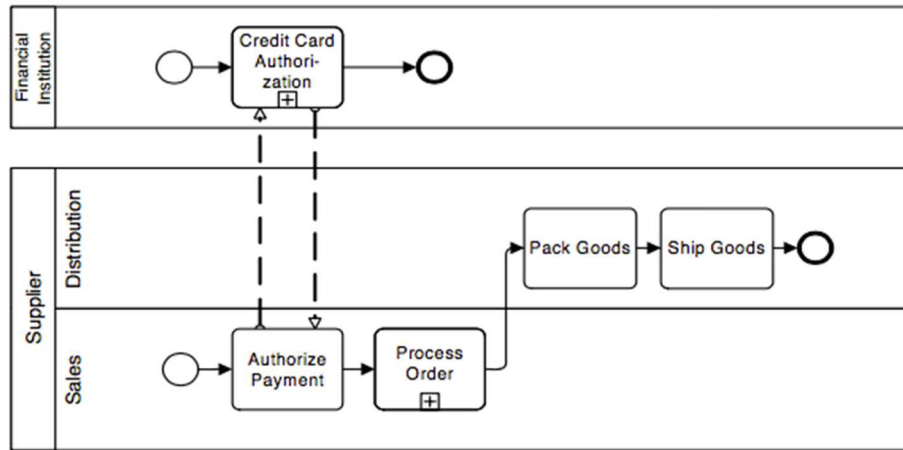 Financial
Institution
Credit Card
Authori-
zation
Supplier
Distribution
Pack Goods
Ship Goods
Sales
Authorize
Payment
Process
Order